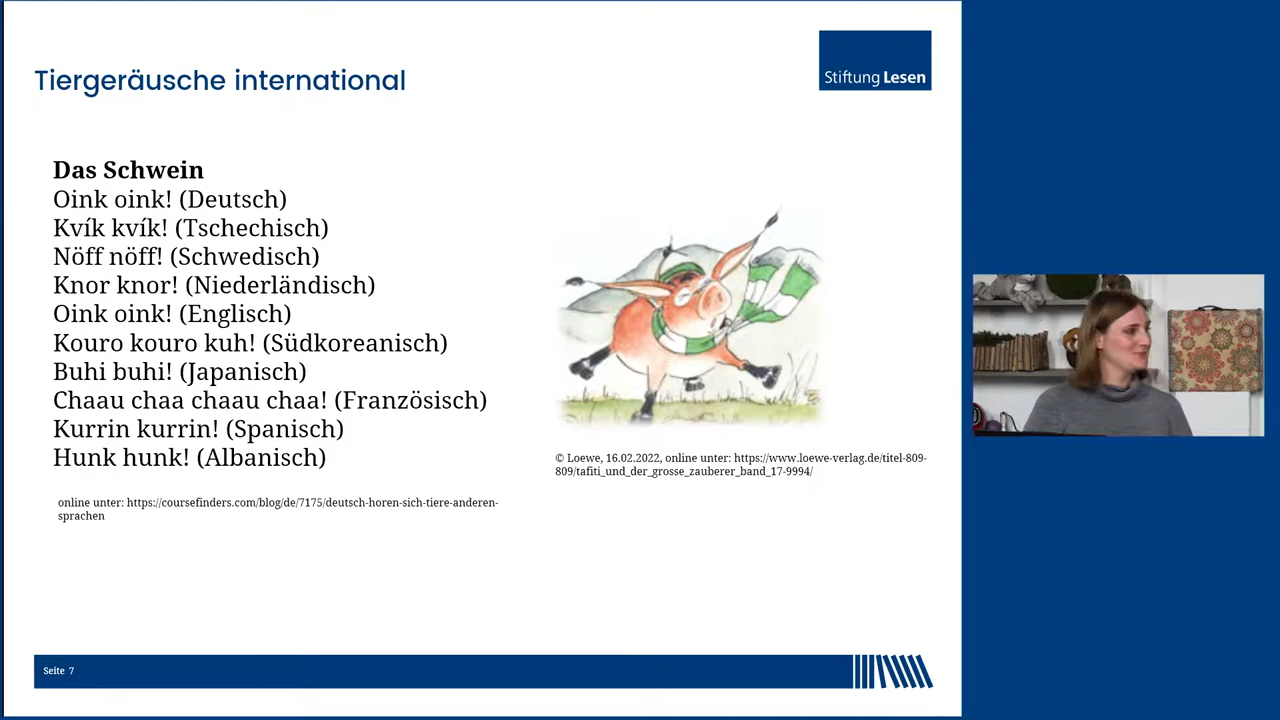 Tiergeräusche international
Stiftung Lesen
Das Schwein
Oink oink! (Deutsch)
Kvík kvík! (Tschechisch)
Nöff nöff! (Schwedisch)
Knor knor! (Niederländisch)
Oink oink! (Englisch)
Kouro kouro kuh! (Südkoreanisch)
Buhi buhi! (Japanisch)
Chaau chaa chaau chaa! (Französisch)
Kurrin kurrin! (Spanisch)
Hunk hunk! (Albanisch)
online unter: https://coursefinders.com/blog/de/7175/deutsch-horen-sich-tiere-anderen-
sprachen
© Loewe, 16.02.2022, online unter: https://www.loewe-verlag.de/titel-809-
809/tafiti_und_der_grosse_zauberer_band_17-9994/
Seite 7